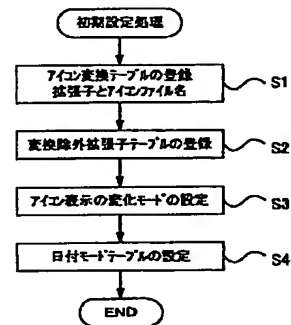 初期設定処理
アイコン変換テーブルの登録
拡張子とアイコンファイル名
S1
変換除外拡張子テーブルの登録
S2
アイコン表示の変化モードの設定
S3
日付モードテーブルの設定
S4
END